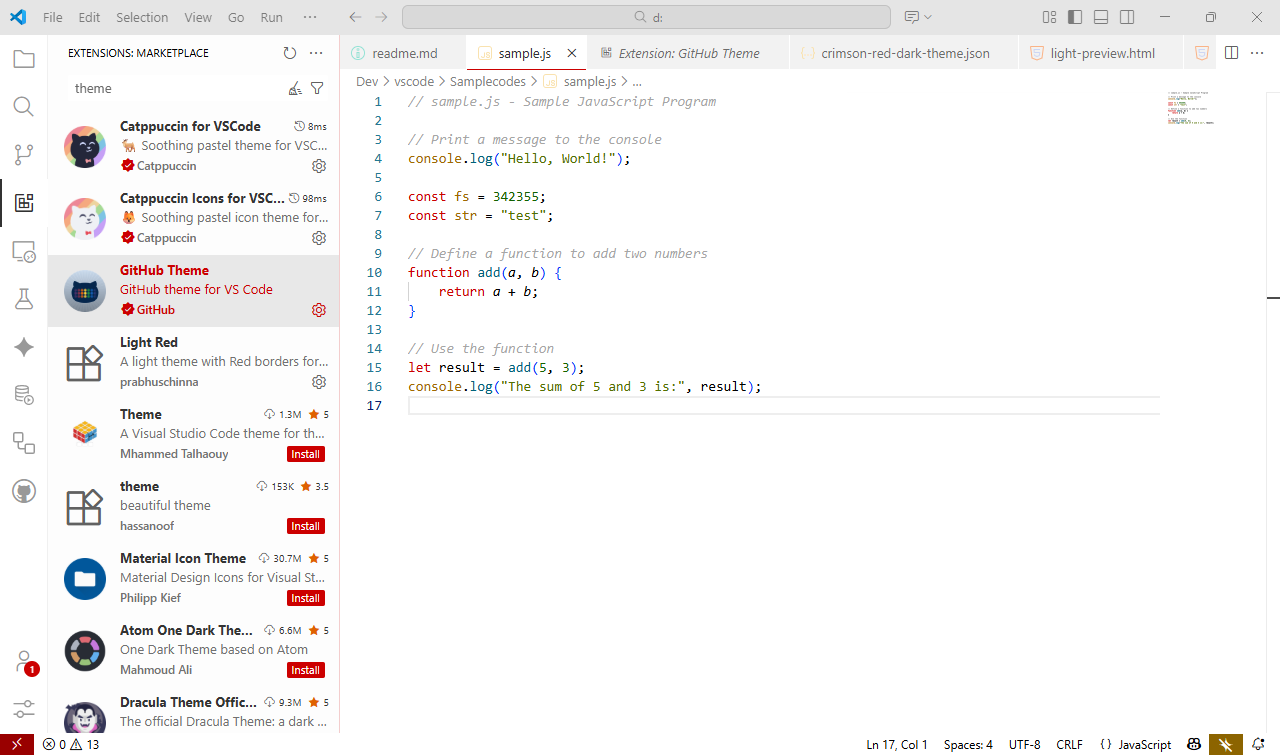 File Edit Selection View Go Run ··· d:
EXTENSIONS: MARKETPLACE
theme
Catppuccin for VSCode 8ms
🐈 Soothing pastel theme for VSC...
Catppuccin
Catppuccin Icons for VSC... 98ms
🦊 Soothing pastel icon theme for...
Catppuccin
GitHub Theme
GitHub theme for VS Code
GitHub
Light Red
A light theme with Red borders for...
prabhuschinna
Theme 1.3M ★ 5
A Visual Studio Code theme for th...
Mhammed Talhaouy Install
theme 153K ★ 3.5
beautiful theme
hassanoof Install
Material Icon Theme 30.7M ★ 5
Material Design Icons for Visual St...
Philipp Kief Install
Atom One Dark The... 6.6M ★ 5
One Dark Theme based on Atom
Mahmoud Ali Install
Dracula Theme Offic... 9.3M ★ 5
The official Dracula Theme: a dark ...
1
readme.md sample.js Extension: GitHub Theme {} crimson-red-dark-theme.json light-preview.html
Dev > vscode > Samplecodes > sample.js > ...
1 // sample.js - Sample JavaScript Program
2
3 // Print a message to the console
4 console.log("Hello, World!");
5
6 const fs = 342355;
7 const str = "test";
8
9 // Define a function to add two numbers
10 function add(a, b) {
11     return a + b;
12 }
13
14 // Use the function
15 let result = add(5, 3);
16 console.log("The sum of 5 and 3 is:", result);
17
0 13 Ln 17, Col 1 Spaces: 4 UTF-8 CRLF {} JavaScript